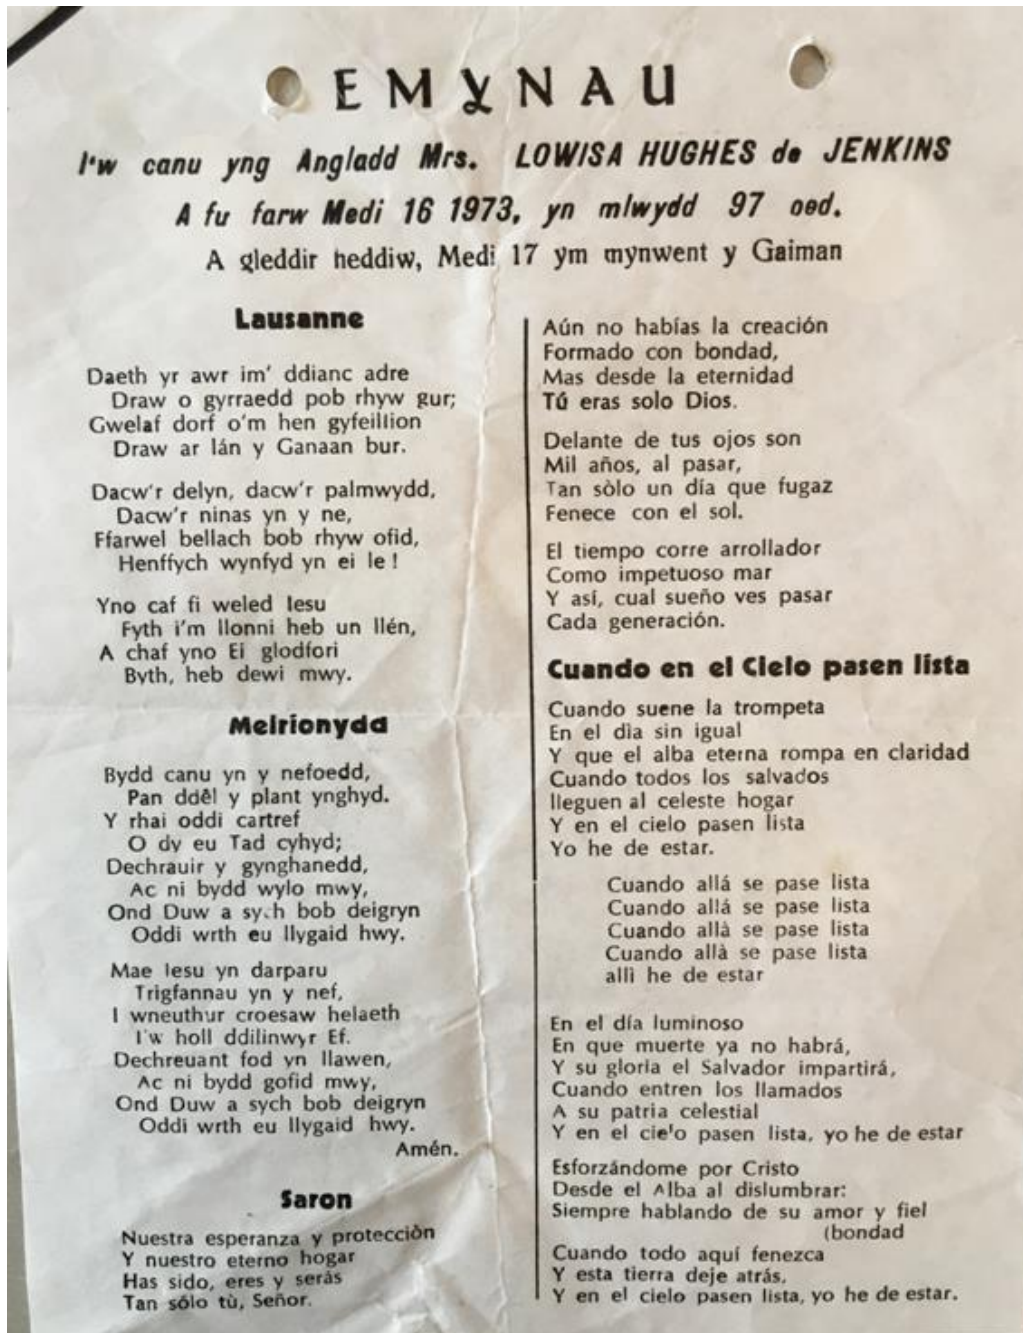 EMYNAU
I'w canu yng Angladd Mrs. LOWISA HUGHES de JENKINS
A fu farw Medi 16 1973, yn mlwydd 97 oed.
A gleddir heddiw, Medi 17 ym mynwent y Gaiman
Lausanne
Daeth yr awr im' ddianc adre
Draw o gyrraedd pob rhyw gur;
Gwelaf dorf o'm hen gyfeillion
Draw ar lán y Ganaan bur.
Dacw'r delyn, dacw'r palmwydd,
Dacw'r ninas yn y ne,
Ffarwel bellach bob rhyw ofid,
Henffych wynfyd yn ei le !
Yno caf fi weled Iesu
Fyth i'm llonni heb un llén,
A chaf yno Ei glodfori
Byth, heb dewi mwy.
Meirionydd
Bydd canu yn y nefoedd,
Pan ddêl y plant ynghyd.
Y rhai oddi cartref
O dy eu Tad cyhyd;
Dechrauir y gynghanedd,
Ac ni bydd wylo mwy,
Ond Duw a sych bob deigryn
Oddi wrth eu llygaid hwy.
Mae Iesu yn darparu
Trigfannau yn y nef,
I wneuthur croesaw helaeth
I'w holl ddilinwyr Ef.
Dechreuant fod yn llawen,
Ac ni bydd gofid mwy,
Ond Duw a sych bob deigryn
Oddi wrth eu llygaid hwy.
Amén.
Saron
Nuestra esperanza y protecciòn
Y nuestro eterno hogar
Has sido, eres y serás
Tan sólo tù, Señor.
Aún no habías la creación
Formado con bondad,
Mas desde la eternidad
Tú eras solo Dios.
Delante de tus ojos son
Mil años, al pasar,
Tan sòlo un día que fugaz
Fenece con el sol.
El tiempo corre arrollador
Como impetuoso mar
Y así, cual sueño ves pasar
Cada generación.
Cuando en el Cielo pasen lista
Cuando suene la trompeta
En el dìa sin igual
Y que el alba eterna rompa en claridad
Cuando todos los salvados
lleguen al celeste hogar
Y en el cielo pasen lista
Yo he de estar.
Cuando allá se pase lista
Cuando allá se pase lista
Cuando allà se pase lista
Cuando allà se pase lista
allì he de estar
En el día luminoso
En que muerte ya no habrá,
Y su gloria el Salvador impartirá,
Cuando entren los llamados
A su patria celestial
Y en el cie'o pasen lista, yo he de estar
Esforzándome por Cristo
Desde el Alba al dislumbrar:
Siempre hablando de su amor y fiel
(bondad
Cuando todo aquí fenezca
Y esta tierra deje atrás,
Y en el cielo pasen lista, yo he de estar.